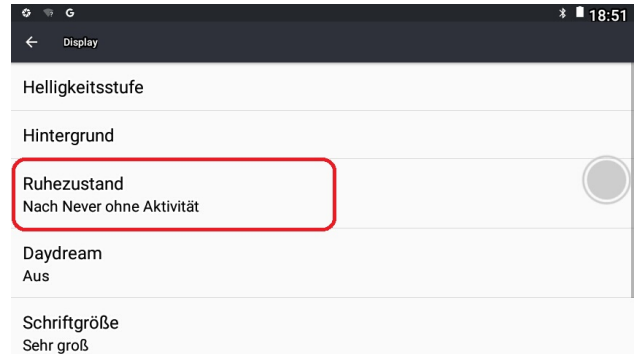 G
18:51
Display
Helligkeitsstufe
Hintergrund
Ruhezustand
Nach Never ohne Aktivität
Daydream
Aus
Schriftgröße
Sehr groß